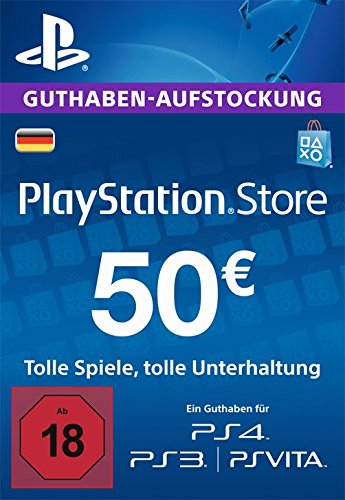 GUTHABEN-AUFSTOCKUNG
PlayStation®Store
50€
Tolle Spiele, tolle Unterhaltung
Ab
18
Ein Guthaben für
PS4
PS3 | PSVITA